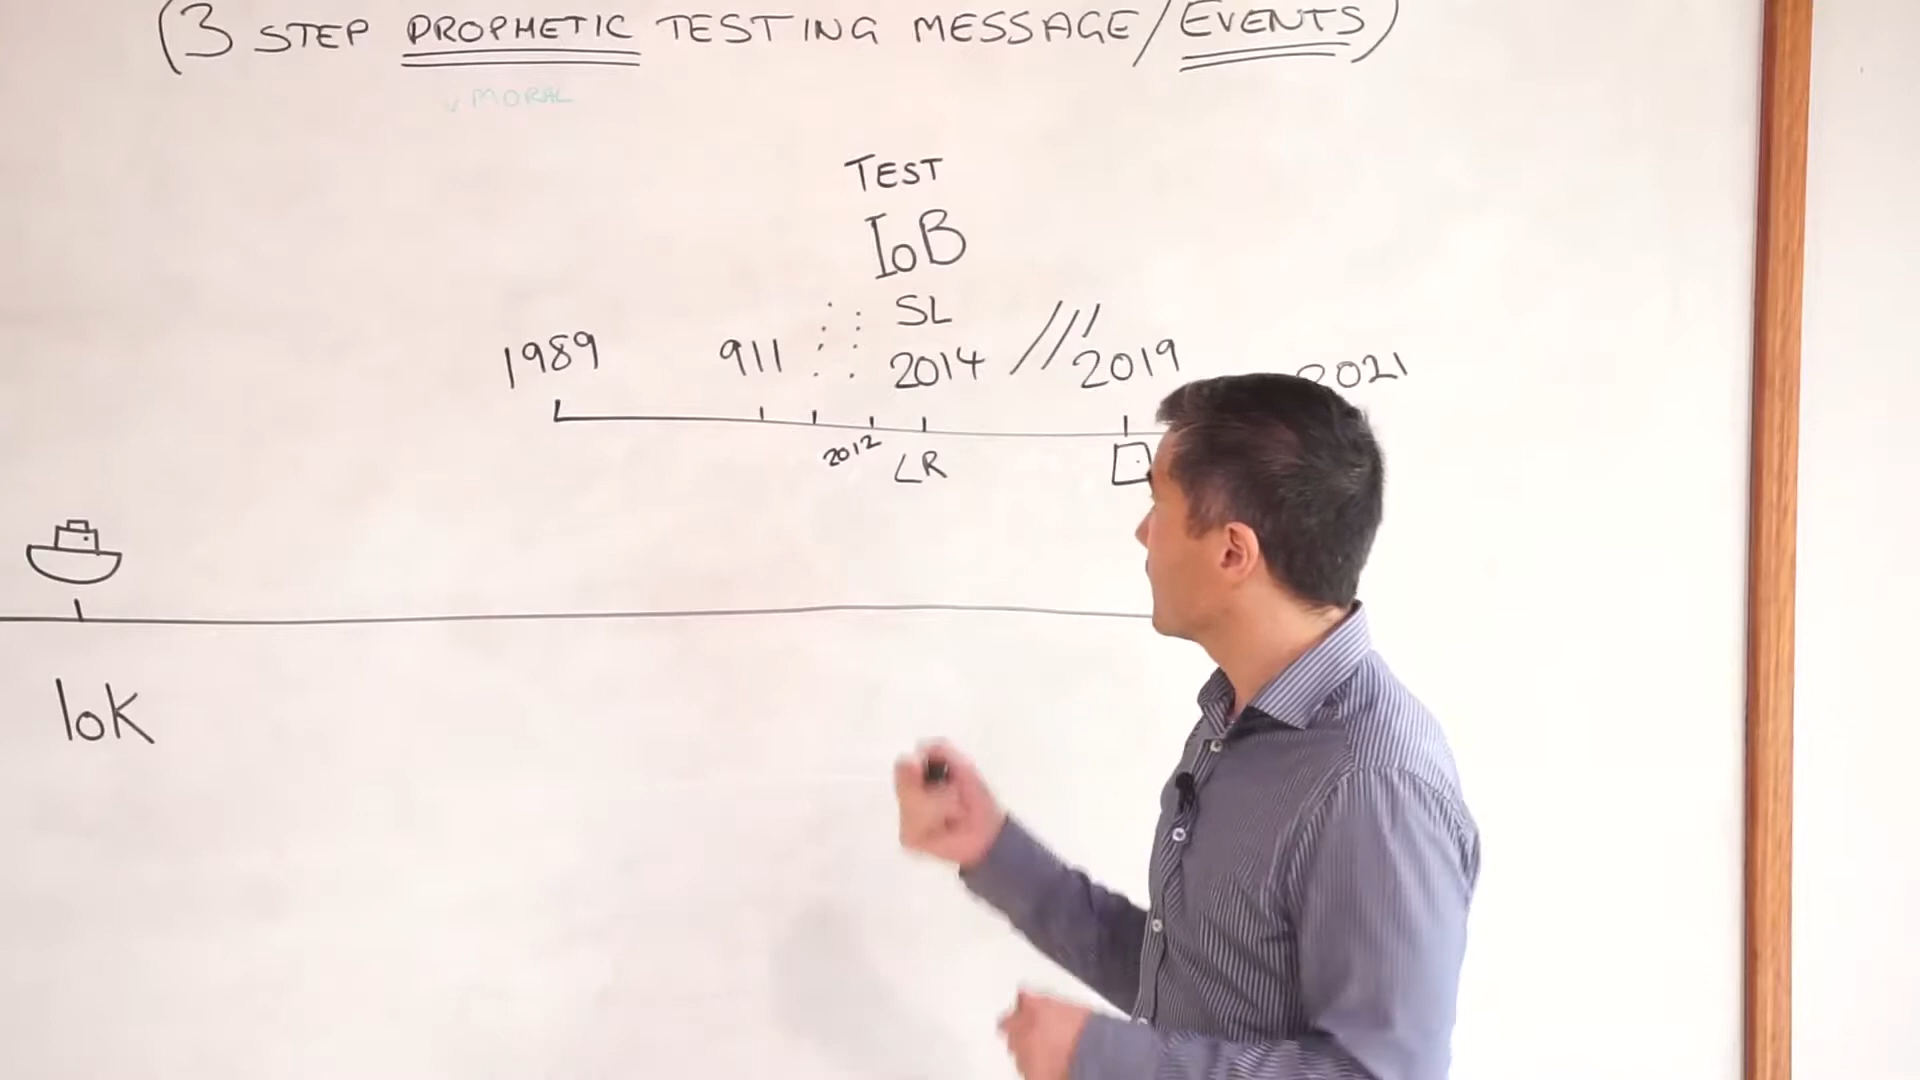 (3 STEP PROPHETIC TESTING MESSAGE/EVENTS)
v MORAL
TEST
IoB
SL
1989 911 2014 /// 2019 2021
2012 LR
IoK